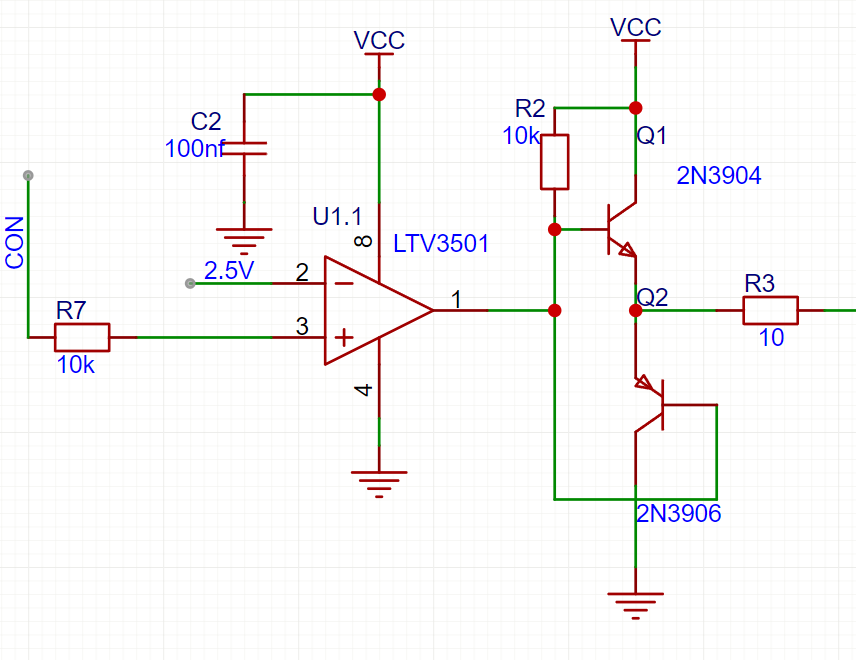 VCC
VCC
C2
100nf
R2
10k
Q1
2N3904
CON
U1.1
8
LTV3501
2.5V
2
1
Q2
R3
10
R7
10k
3
4
2N3906